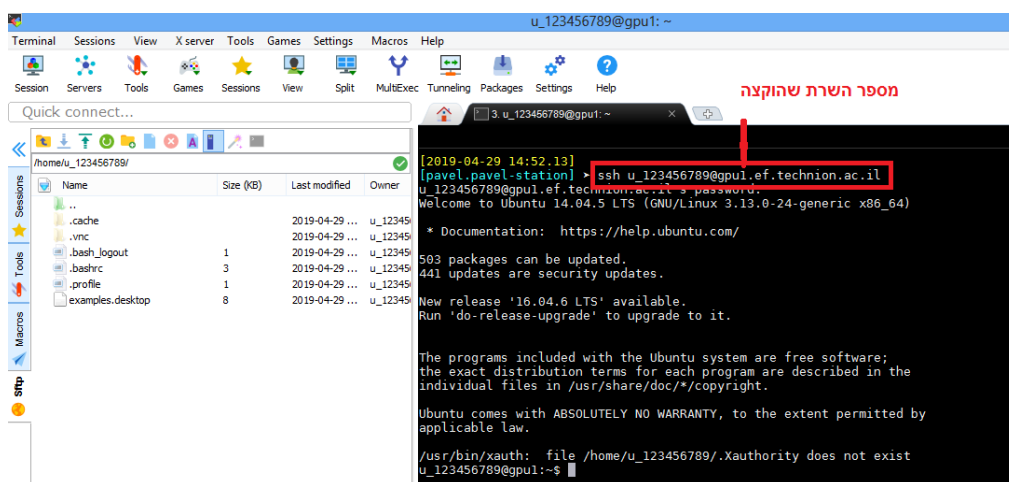 u_123456789@gpu1: ~
Terminal Sessions View X server Tools Games Settings Macros Help
Session Servers Tools Games Sessions View Split MultiExec Tunneling Packages Settings Help
מספר השרת שהוקצה
Quick connect...
3. u_123456789@gpu1: ~
/home/u_123456789/
Name Size (KB) Last modified Owner
..
.cache 2019-04-29 ... u_12345
.vnc 2019-04-29 ... u_12345
.bash_logout 1 2019-04-29 ... u_12345
.bashrc 3 2019-04-29 ... u_12345
.profile 1 2019-04-29 ... u_12345
examples.desktop 8 2019-04-29 ... u_12345
Sessions
Tools
Macros
Sftp
[2019-04-29 14:52.13]
[pavel.pavel-station] ➤ ssh u_123456789@gpu1.ef.technion.ac.il
u_123456789@gpu1.ef.technion.ac.il's password:
Welcome to Ubuntu 14.04.5 LTS (GNU/Linux 3.13.0-24-generic x86_64)
* Documentation: https://help.ubuntu.com/
503 packages can be updated.
441 updates are security updates.
New release '16.04.6 LTS' available.
Run 'do-release-upgrade' to upgrade to it.
The programs included with the Ubuntu system are free software;
the exact distribution terms for each program are described in the
individual files in /usr/share/doc/*/copyright.
Ubuntu comes with ABSOLUTELY NO WARRANTY, to the extent permitted by
applicable law.
/usr/bin/xauth: file /home/u_123456789/.Xauthority does not exist
u_123456789@gpu1:~$